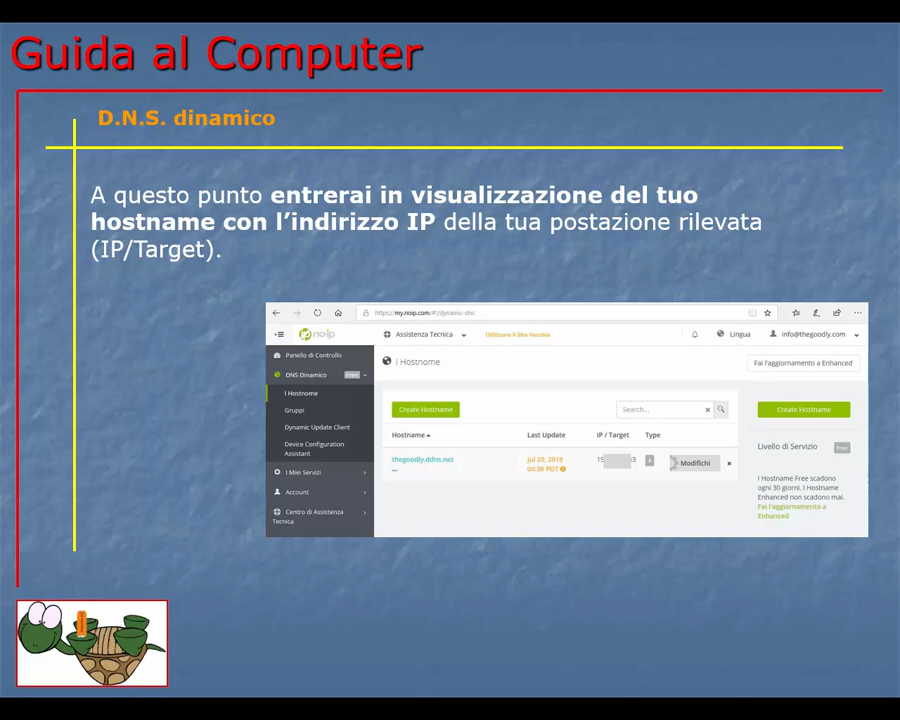 Guida al Computer
D.N.S. dinamico
A questo punto entrerai in visualizzazione del tuo
hostname con l'indirizzo IP della tua postazione rilevata
(IP/Target).
https://my.noip.com/#!/dynamic-dns
no-ip
Assistenza Tecnica
Utilizzare il Sito Vecchio
Lingua
info@thegoodly.com
Panello di Controllo
DNS Dinamico
Free
I Hostnome
Gruppi
Dynamic Update Client
Device Configuration
Assistant
I Miei Servizi
Account
Centro di Assistenza
Tecnica
I Hostnome
Fai l'aggiornamento a Enhanced
Create Hostname
Search...
Hostname
Last Update
IP / Target
Type
thegoodly.ddns.net
Jul 20, 2018
04:38 PDT
A
Modifichi
Create Hostname
Livello di Servizio
Free
I Hostname Free scadono
ogni 30 giorni. I Hostname
Enhanced non scadono mai.
Fai l'aggiornamento a
Enhanced